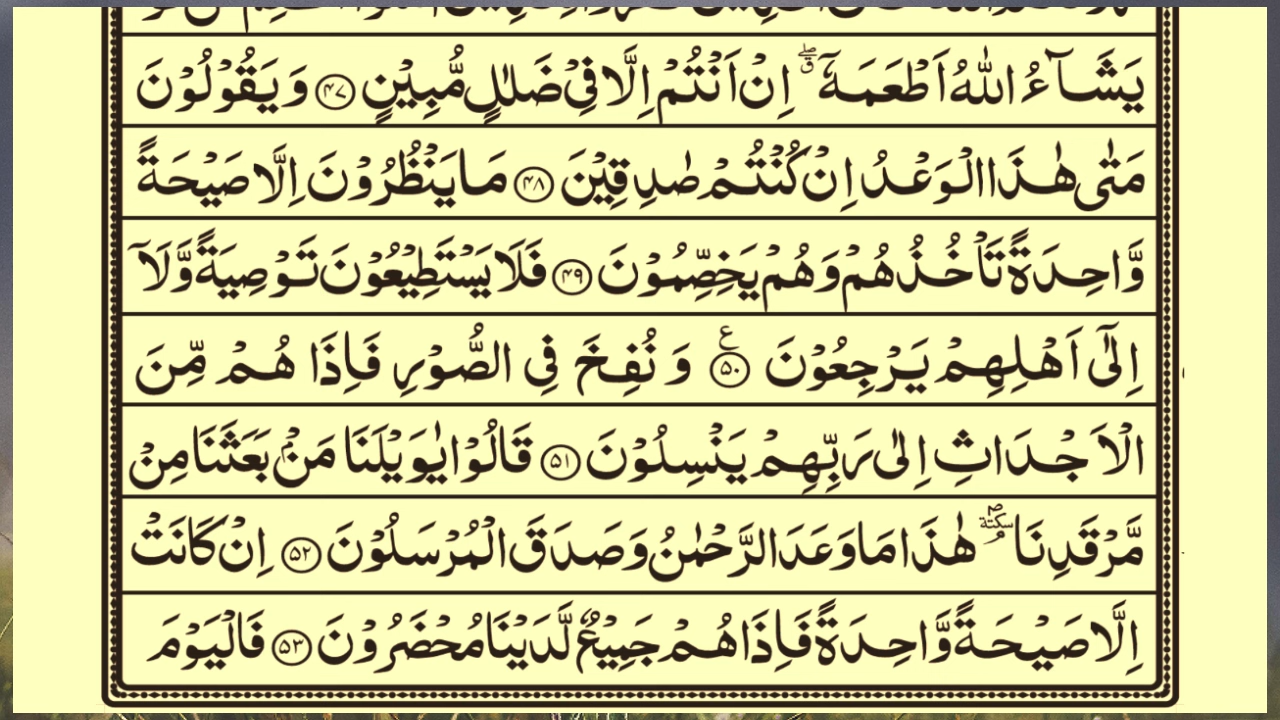 يَشَآءُ اللّٰهُ اَطْعَمَهٗۤ ۖۗ اِنْ اَنْتُمْ اِلَّا فِيْ ضَلٰلٍ مُّبِيْنٍ ﴿۴۷﴾ وَ يَقُوْلُوْنَ
مَتٰى هٰذَا الْوَعْدُ اِنْ كُنْتُمْ صٰدِقِيْنَ ﴿۴۸﴾ مَا يَنْظُرُوْنَ اِلَّا صَيْحَةً
وَّاحِدَةً تَاْخُذُهُمْ وَهُمْ يَخِصِّمُوْنَ ﴿۴۹﴾ فَلَا يَسْتَطِيْعُوْنَ تَوْصِيَةً وَّلَآ
اِلٰٓى اَهْلِهِمْ يَرْجِعُوْنَ ﴿۵۰﴾ ع وَ نُفِخَ فِي الصُّوْرِ فَاِذَا هُمْ مِّنَ
الْاَجْدَاثِ اِلٰى رَبِّهِمْ يَنْسِلُوْنَ ﴿۵۱﴾ قَالُوْا يٰوَيْلَنَا مَنْۢ بَعَثَنَا مِنْ
مَّرْقَدِنَا ۘؐ سكتة هٰذَا مَا وَعَدَ الرَّحْمٰنُ وَصَدَقَ الْمُرْسَلُوْنَ ﴿۵۲﴾ اِنْ كَانَتْ
اِلَّا صَيْحَةً وَّاحِدَةً فَاِذَا هُمْ جَمِيْعٌ لَّدَيْنَا مُحْضَرُوْنَ ﴿۵۳﴾ فَالْيَوْمَ